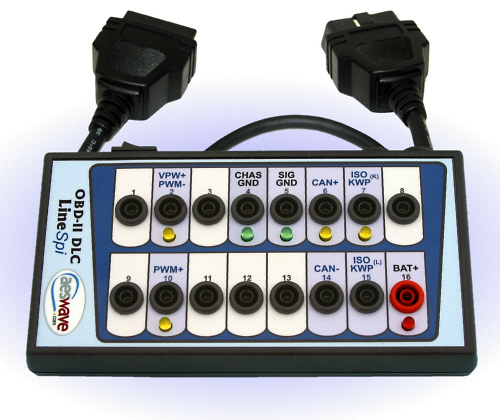 OBD-II DLC
LineSpi
aeswave
.com
1
VPW+
PWM-
2
3
CHAS
GND
4
SIG
GND
5
CAN+
6
ISO (K)
KWP
7
8
9
PWM+
10
11
12
13
CAN-
14
ISO (L)
KWP
15
BAT+
16